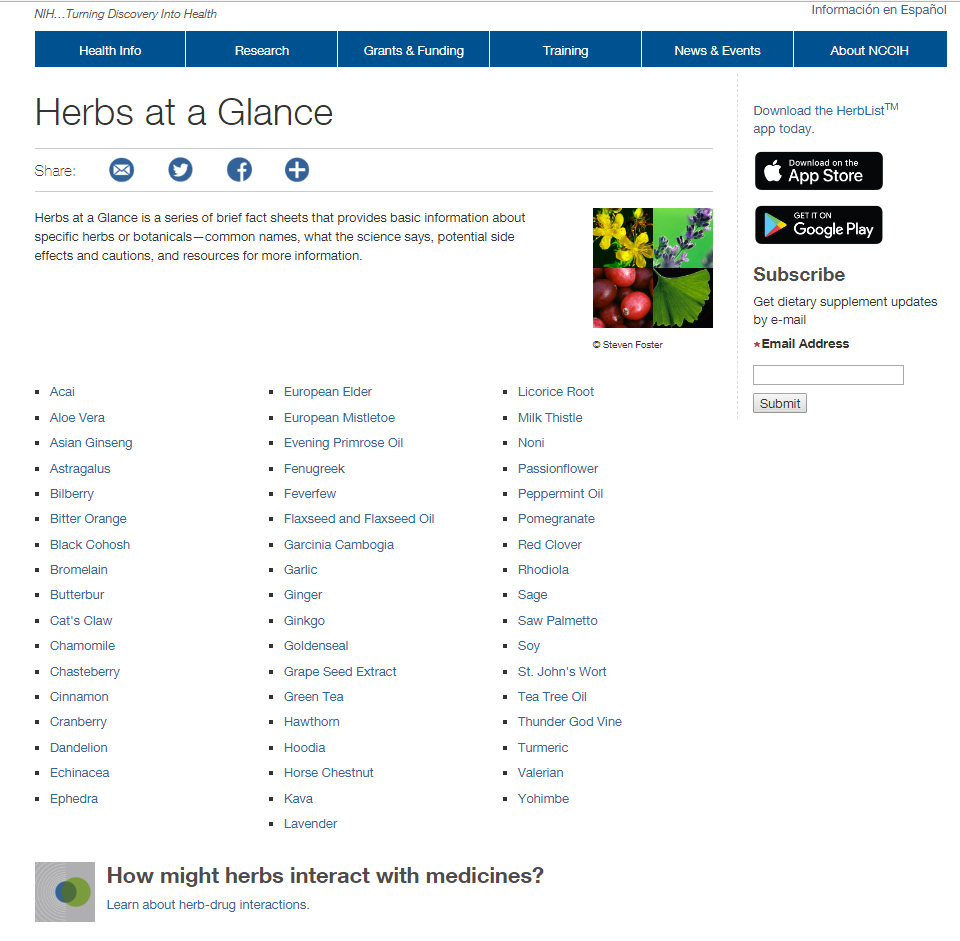 NIH…Turning Discovery Into Health
Información en Español
Health Info
Research
Grants & Funding
Training
News & Events
About NCCIH
Herbs at a Glance
Share:
Herbs at a Glance is a series of brief fact sheets that provides basic information about
specific herbs or botanicals—common names, what the science says, potential side
effects and cautions, and resources for more information.
© Steven Foster
Acai
Aloe Vera
Asian Ginseng
Astragalus
Bilberry
Bitter Orange
Black Cohosh
Bromelain
Butterbur
Cat's Claw
Chamomile
Chasteberry
Cinnamon
Cranberry
Dandelion
Echinacea
Ephedra
European Elder
European Mistletoe
Evening Primrose Oil
Fenugreek
Feverfew
Flaxseed and Flaxseed Oil
Garcinia Cambogia
Garlic
Ginger
Ginkgo
Goldenseal
Grape Seed Extract
Green Tea
Hawthorn
Hoodia
Horse Chestnut
Kava
Lavender
Licorice Root
Milk Thistle
Noni
Passionflower
Peppermint Oil
Pomegranate
Red Clover
Rhodiola
Sage
Saw Palmetto
Soy
St. John's Wort
Tea Tree Oil
Thunder God Vine
Turmeric
Valerian
Yohimbe
How might herbs interact with medicines?
Learn about herb-drug interactions.
Download the HerbList™
app today.
Download on the
App Store
GET IT ON
Google Play
Subscribe
Get dietary supplement updates
by e-mail
*Email Address
Submit